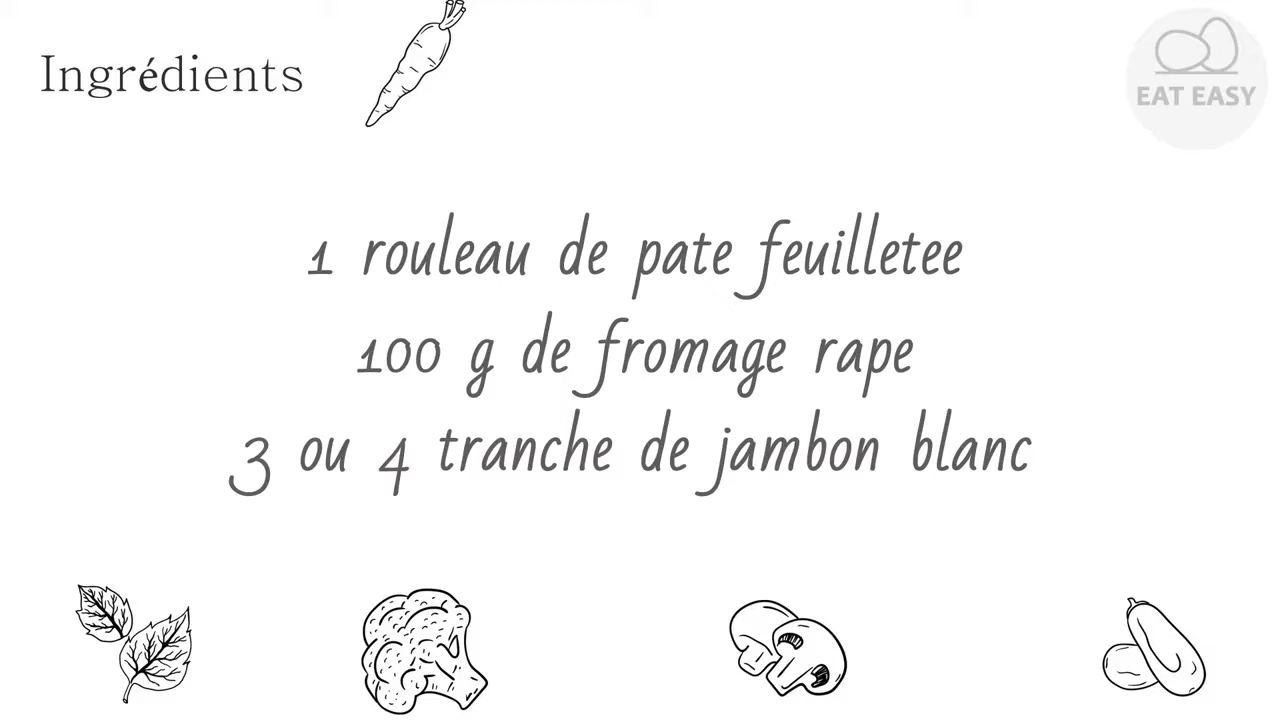 Ingrédients
EAT EASY
1 rouleau de pate feuilletee
100 g de fromage rape
3 ou 4 tranche de jambon blanc